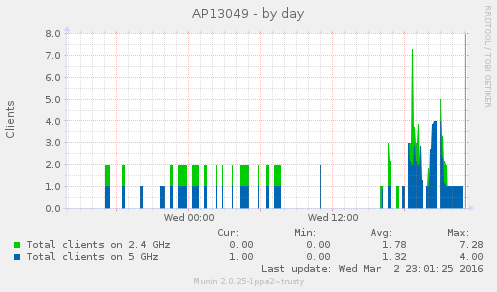 AP13049 - by day
RRDTOOL / TOBI OETIKER
Clients
8.0
7.0
6.0
5.0
4.0
3.0
2.0
1.0
0.0
Wed 00:00 Wed 12:00
Cur: Min: Avg: Max:
Total clients on 2.4 GHz 0.00 0.00 1.78 7.28
Total clients on 5 GHz 1.00 0.00 1.32 4.00
Last update: Wed Mar 2 23:01:25 2016
Munin 2.0.25-1ppa2~trusty